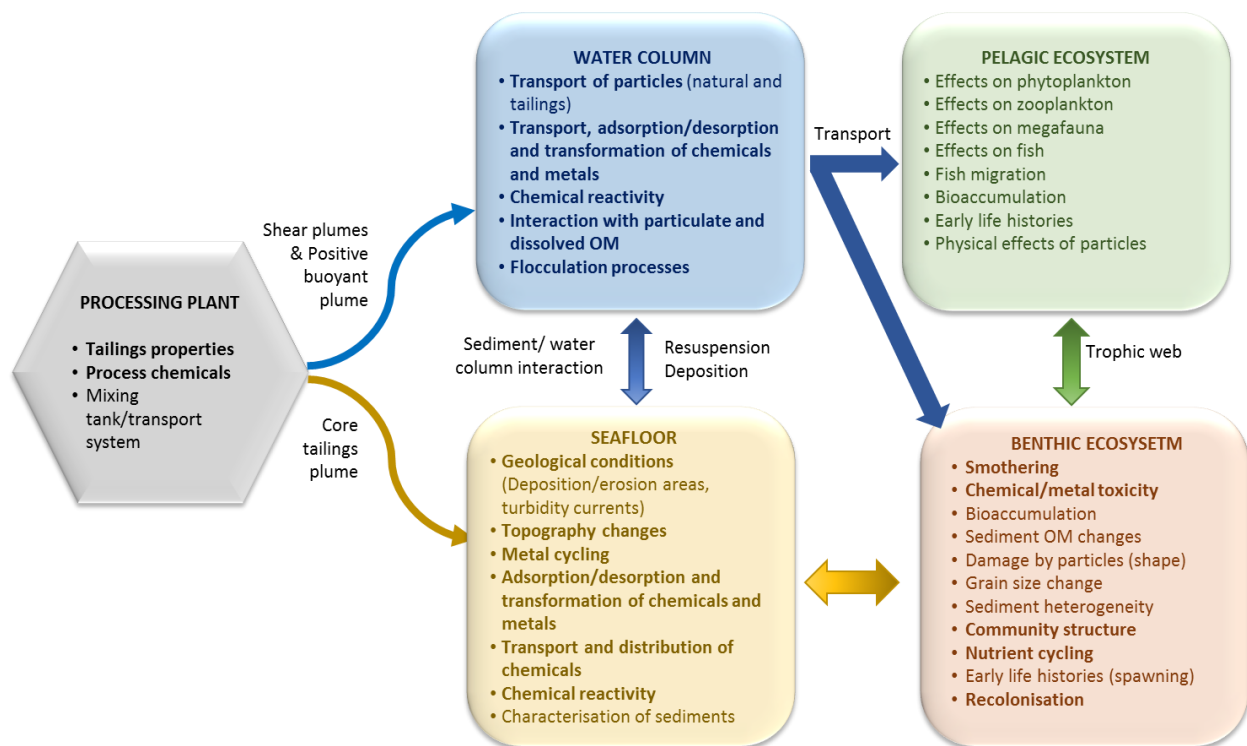 WATER COLUMN
• Transport of particles (natural and
tailings)
• Transport, adsorption/desorption
and transformation of chemicals
and metals
• Chemical reactivity
• Interaction with particulate and
dissolved OM
• Flocculation processes
PELAGIC ECOSYSTEM
• Effects on phytoplankton
• Effects on zooplankton
• Effects on megafauna
• Effects on fish
• Fish migration
• Bioaccumulation
• Early life histories
• Physical effects of particles
Transport
Shear plumes
& Positive
buoyant
plume
PROCESSING PLANT
• Tailings properties
• Process chemicals
• Mixing
tank/transport
system
Core
tailings
plume
Sediment/ water
column interaction
Resuspension
Deposition
Trophic web
SEAFLOOR
• Geological conditions
(Deposition/erosion areas,
turbidity currents)
• Topography changes
• Metal cycling
• Adsorption/desorption and
transformation of chemicals and
metals
• Transport and distribution of
chemicals
• Chemical reactivity
• Characterisation of sediments
BENTHIC ECOSYSETM
• Smothering
• Chemical/metal toxicity
• Bioaccumulation
• Sediment OM changes
• Damage by particles (shape)
• Grain size change
• Sediment heterogeneity
• Community structure
• Nutrient cycling
• Early life histories (spawning)
• Recolonisation